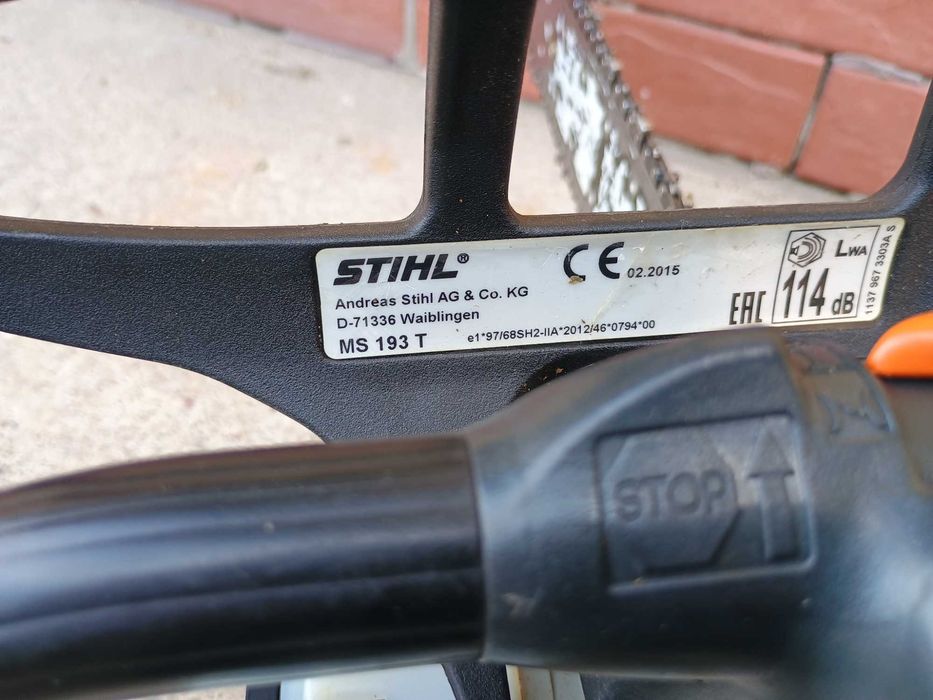 STIHL®
Andreas Stihl AG & Co. KG
D-71336 Waiblingen
MS 193 T
CE 02.2015
e1*97/68SH2-IIA*2012/46*0794*00
EAC
LWA
114 dB
1137 967 3303A S
STOP